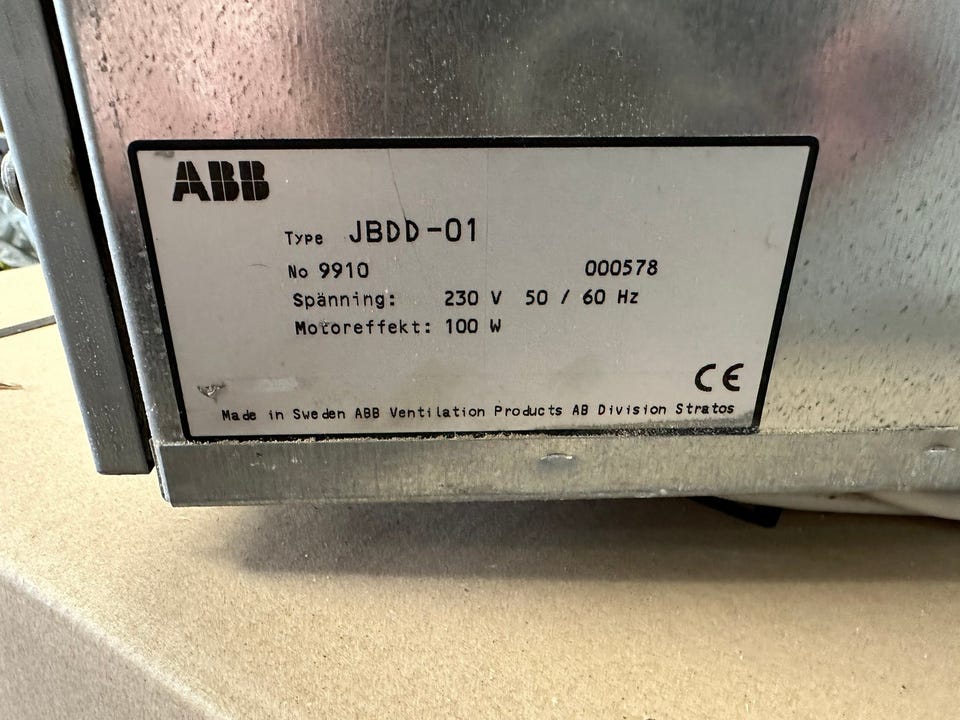 ABB
Type JBDD-01
No 9910 000578
Spänning: 230 V 50 / 60 Hz
Motoreffekt: 100 W
CE
Made in Sweden ABB Ventilation Products AB Division Stratos